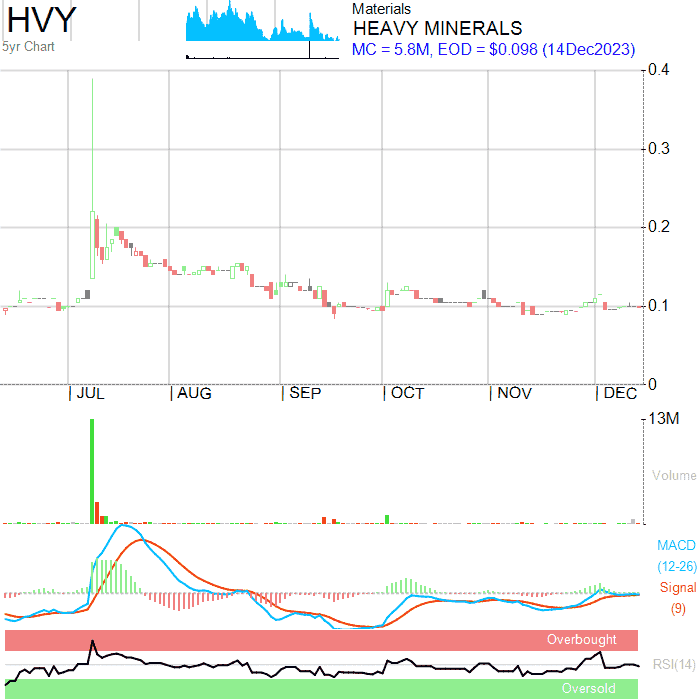 HVY
5yr Chart
Materials
HEAVY MINERALS
MC = 5.8M, EOD = $0.098 (14Dec2023)
0.4
0.3
0.2
0.1
0
JUL
AUG
SEP
OCT
NOV
DEC
13M
Volume
MACD
(12-26)
Signal
(9)
Overbought
RSI(14)
Oversold